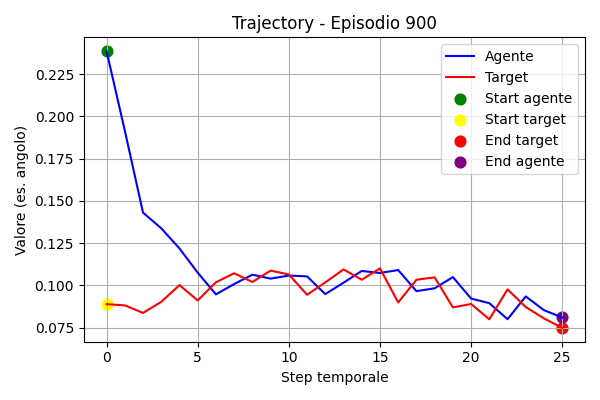 Trajectory - Episodio 900
Agente
Target
Start agente
Start target
End target
End agente
Valore (es. angolo)
0.225
0.200
0.175
0.150
0.125
0.100
0.075
0 5 10 15 20 25
Step temporale